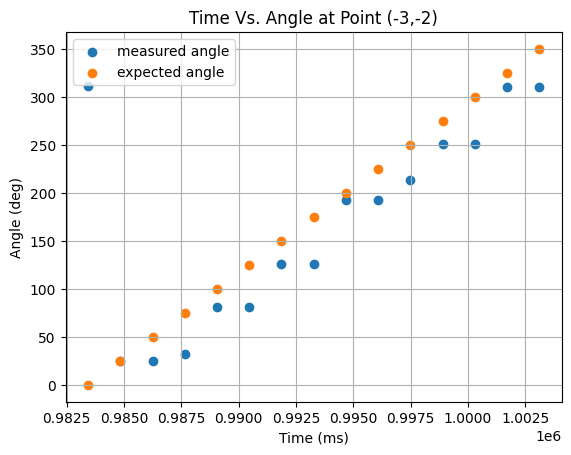 Time Vs. Angle at Point (-3,-2)
measured angle
expected angle
350
300
250
200
150
100
50
0
Angle (deg)
0.9825 0.9850 0.9875 0.9900 0.9925 0.9950 0.9975 1.0000 1.0025
1e6
Time (ms)